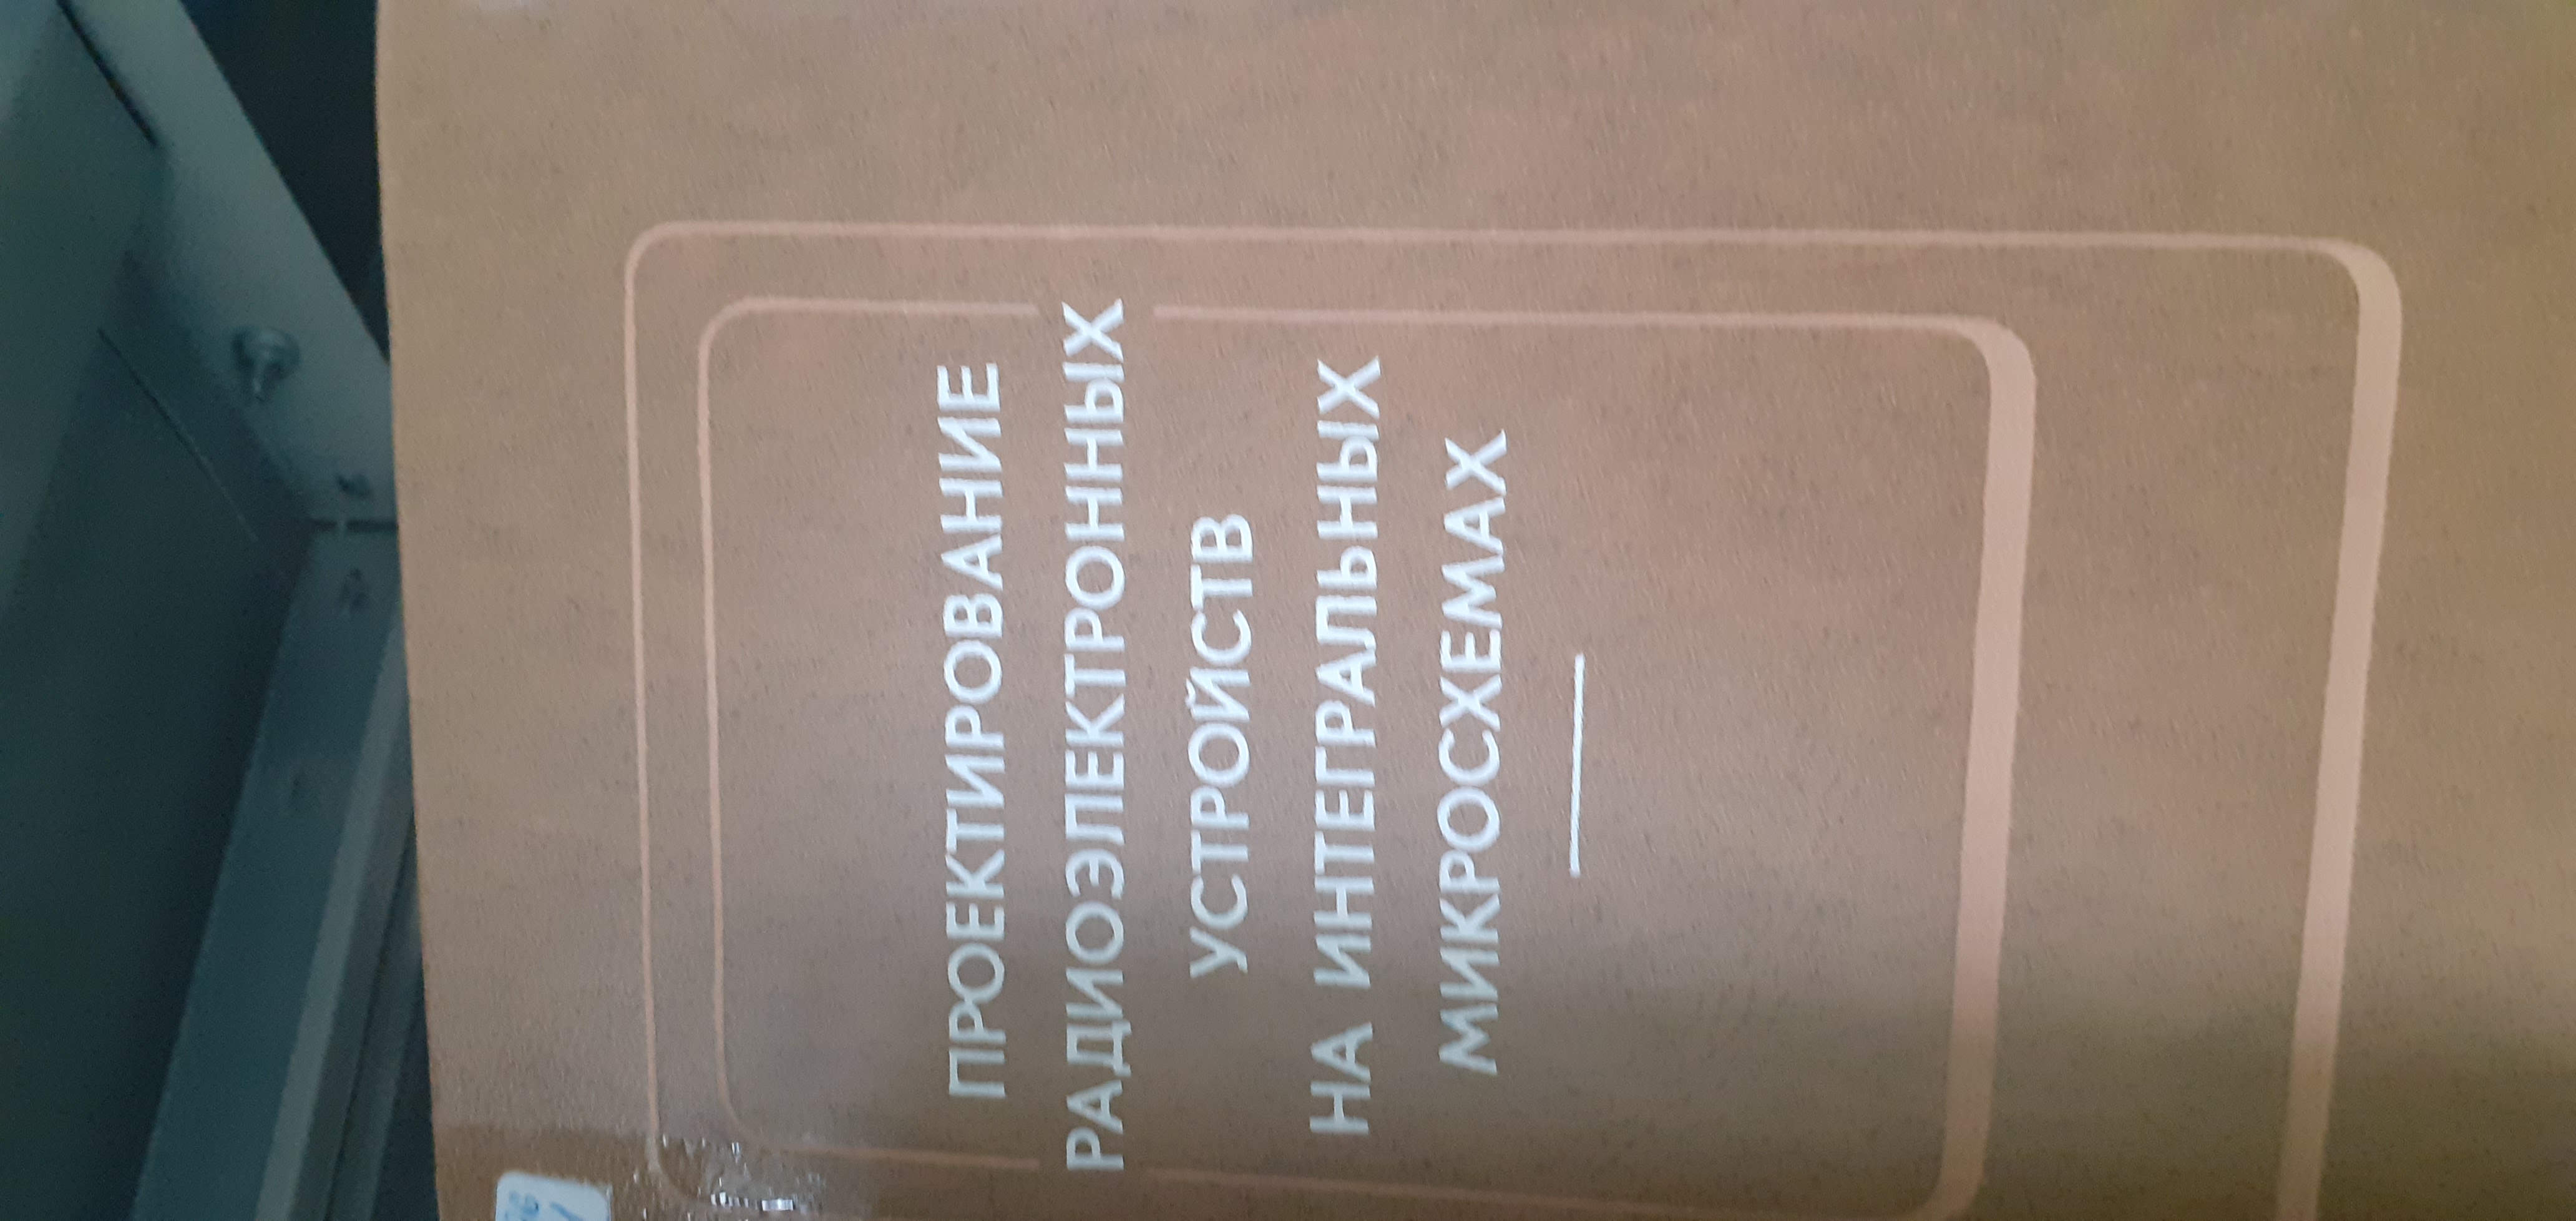 ПРОЕКТИРОВАНИЕ
РАДИОЭЛЕКТРОННЫХ
УСТРОЙСТВ
НА ИНТЕГРАЛЬНЫХ
МИКРОСХЕМАХ